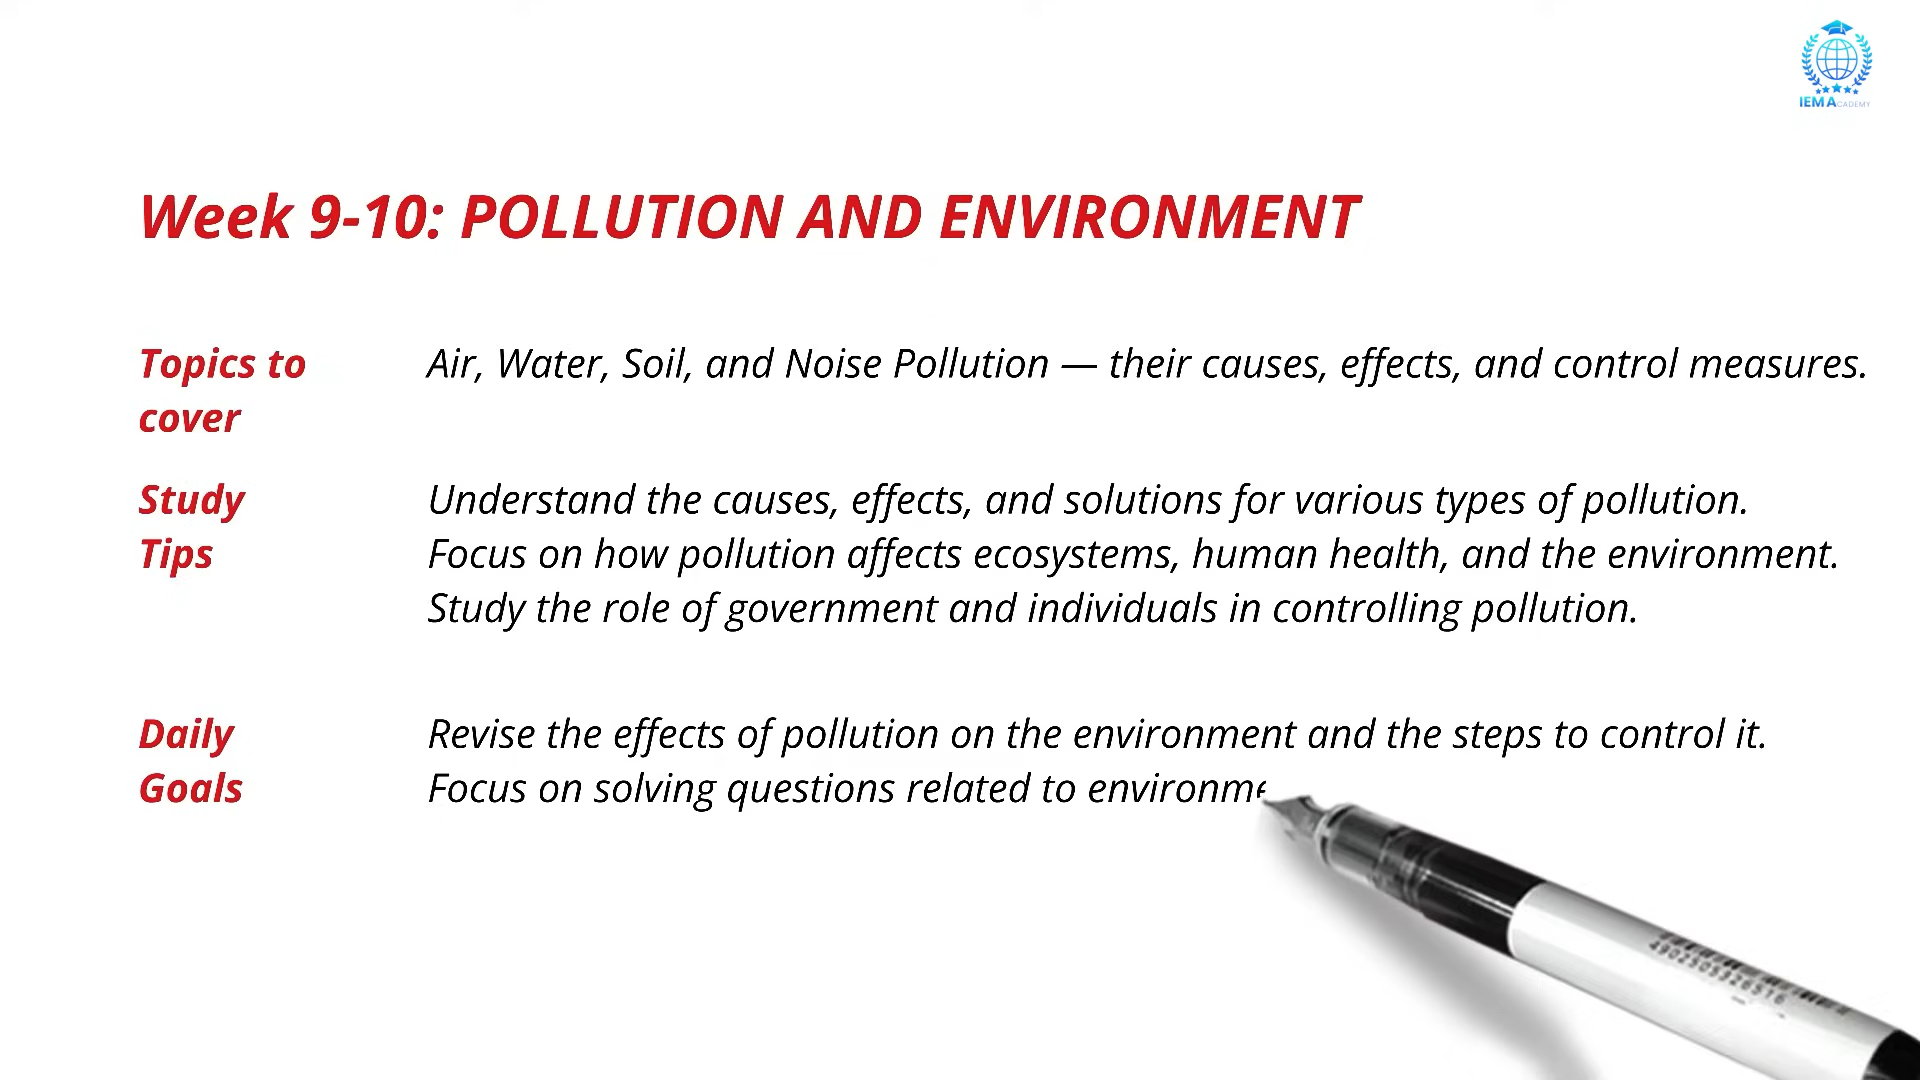 IEMACADEMY
Week 9-10: POLLUTION AND ENVIRONMENT
Topics to cover
Air, Water, Soil, and Noise Pollution — their causes, effects, and control measures.
Study
Tips
Understand the causes, effects, and solutions for various types of pollution.
Focus on how pollution affects ecosystems, human health, and the environment.
Study the role of government and individuals in controlling pollution.
Daily
Goals
Revise the effects of pollution on the environment and the steps to control it.
Focus on solving questions related to environme